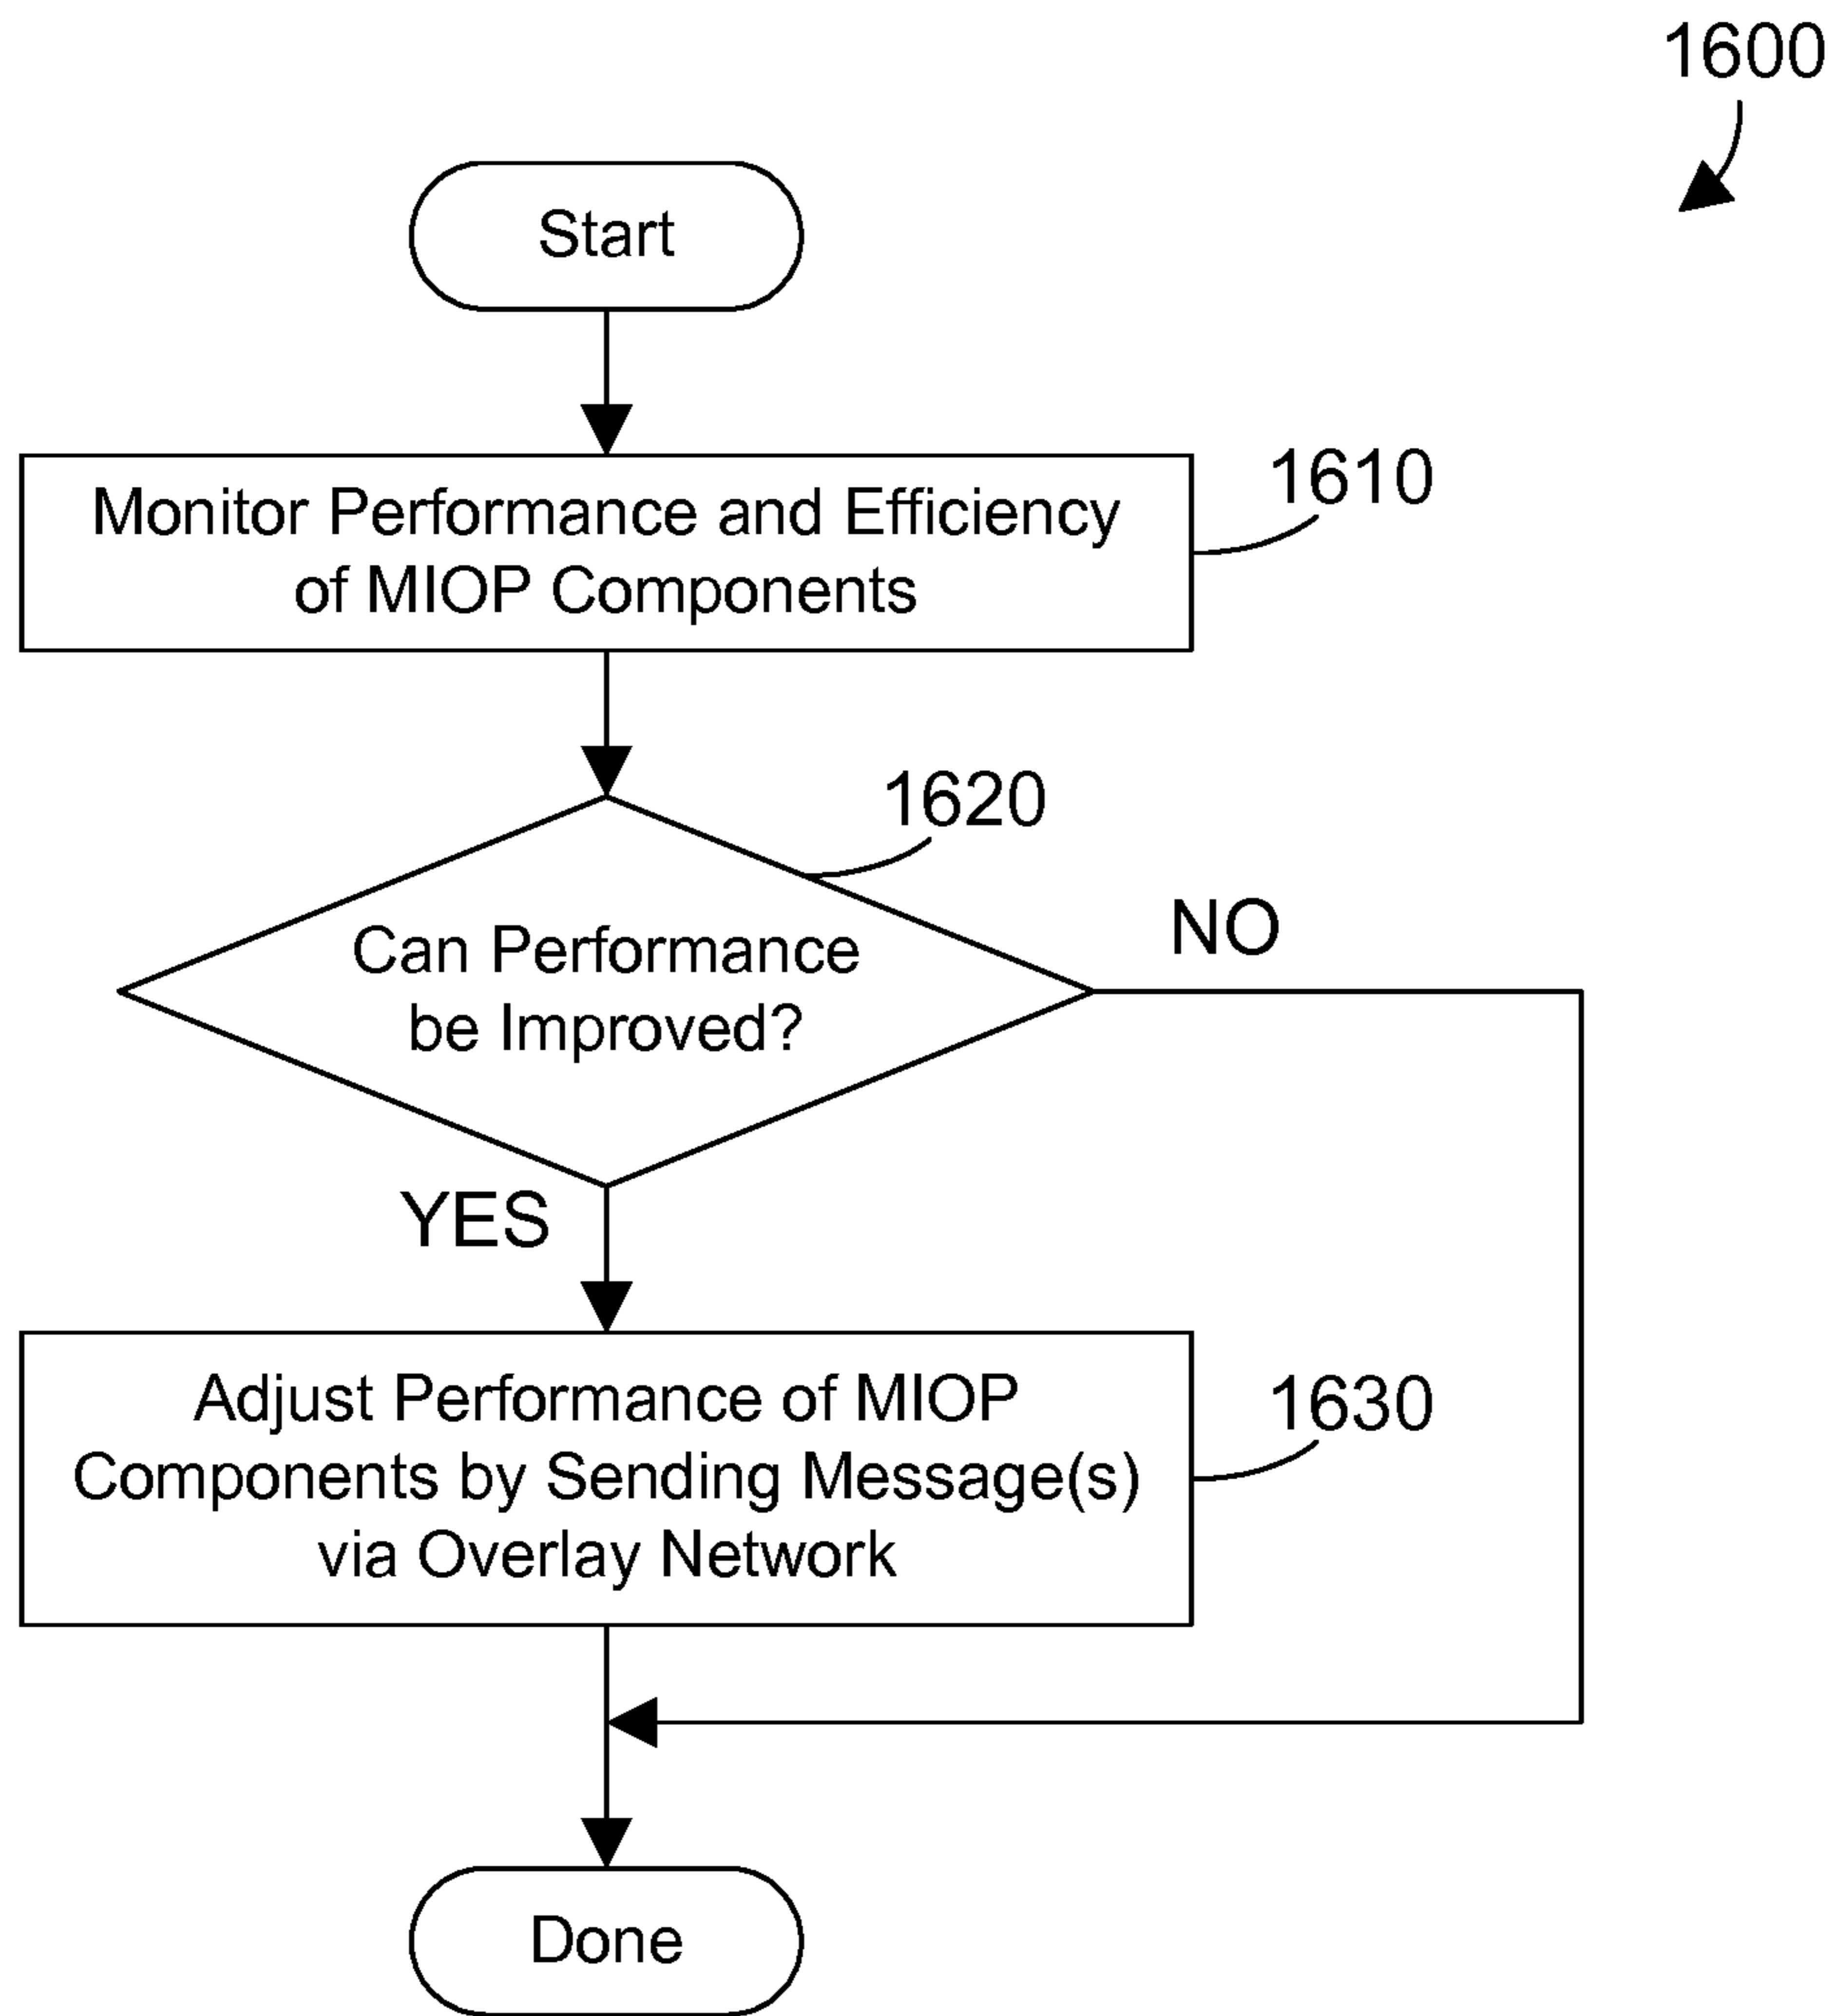 1600
Start
Monitor Performance and Efficiency
of MIOP Components
1610
1620
Can Performance
be Improved?
NO
YES
Adjust Performance of MIOP
Components by Sending Message(s)
via Overlay Network
1630
Done